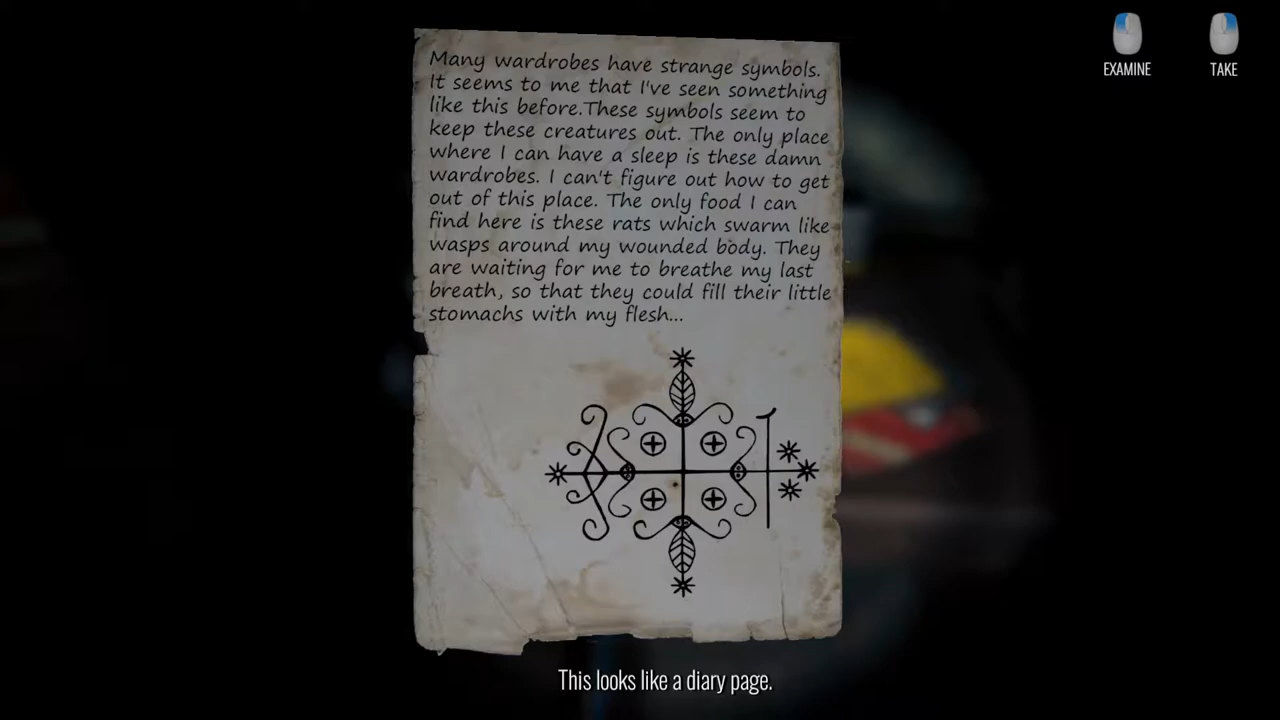 Many wardrobes have strange symbols.
It seems to me that I've seen something
like this before.These symbols seem to
keep these creatures out. The only place
where I can have a sleep is these damn
wardrobes. I can't figure out how to get
out of this place. The only food I can
find here is these rats which swarm like
wasps around my wounded body. They
are waiting for me to breathe my last
breath, so that they could fill their little
stomachs with my flesh...
EXAMINE
TAKE
This looks like a diary page.